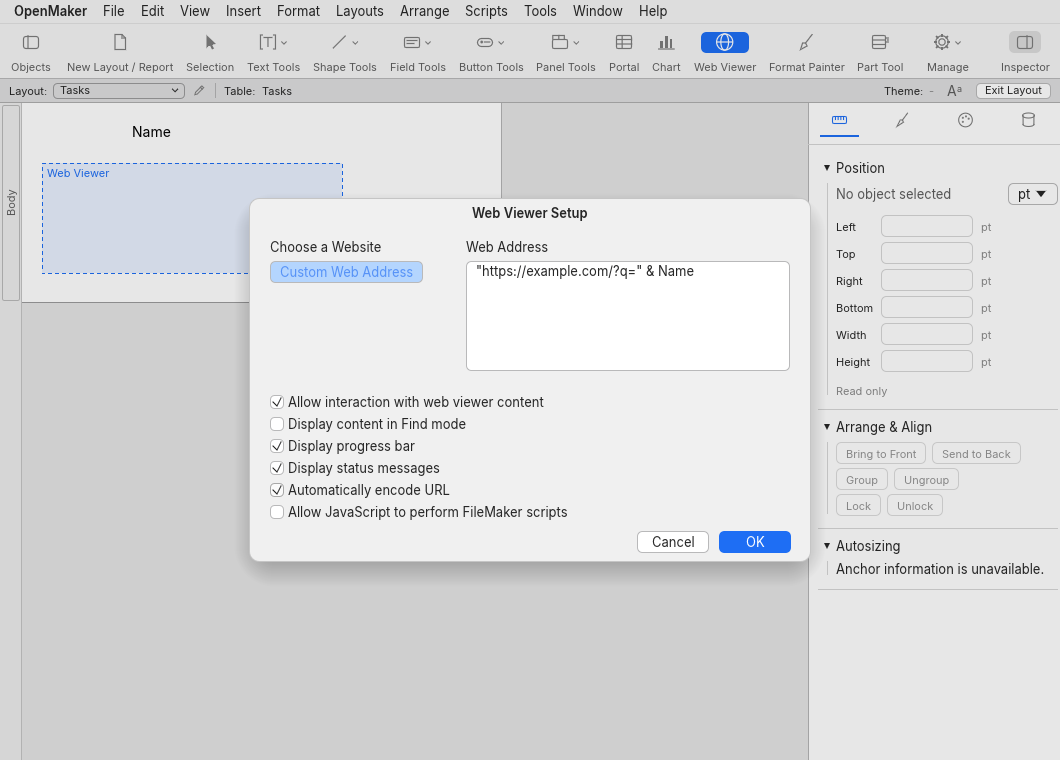 OpenMaker File Edit View Insert Format Layouts Arrange Scripts Tools Window Help
Objects New Layout / Report Selection Text Tools Shape Tools Field Tools Button Tools Panel Tools Portal Chart Web Viewer Format Painter Part Tool Manage Inspector
Layout: Tasks Table: Tasks Theme: - Aa Exit Layout
Body
Name
Web Viewer
Web Viewer Setup
Choose a Website
Custom Web Address
Web Address
"https://example.com/?q=" & Name
Allow interaction with web viewer content
Display content in Find mode
Display progress bar
Display status messages
Automatically encode URL
Allow JavaScript to perform FileMaker scripts
Cancel OK
Position
No object selected pt
Left pt
Top pt
Right pt
Bottom pt
Width pt
Height pt
Read only
Arrange & Align
Bring to Front Send to Back
Group Ungroup
Lock Unlock
Autosizing
Anchor information is unavailable.